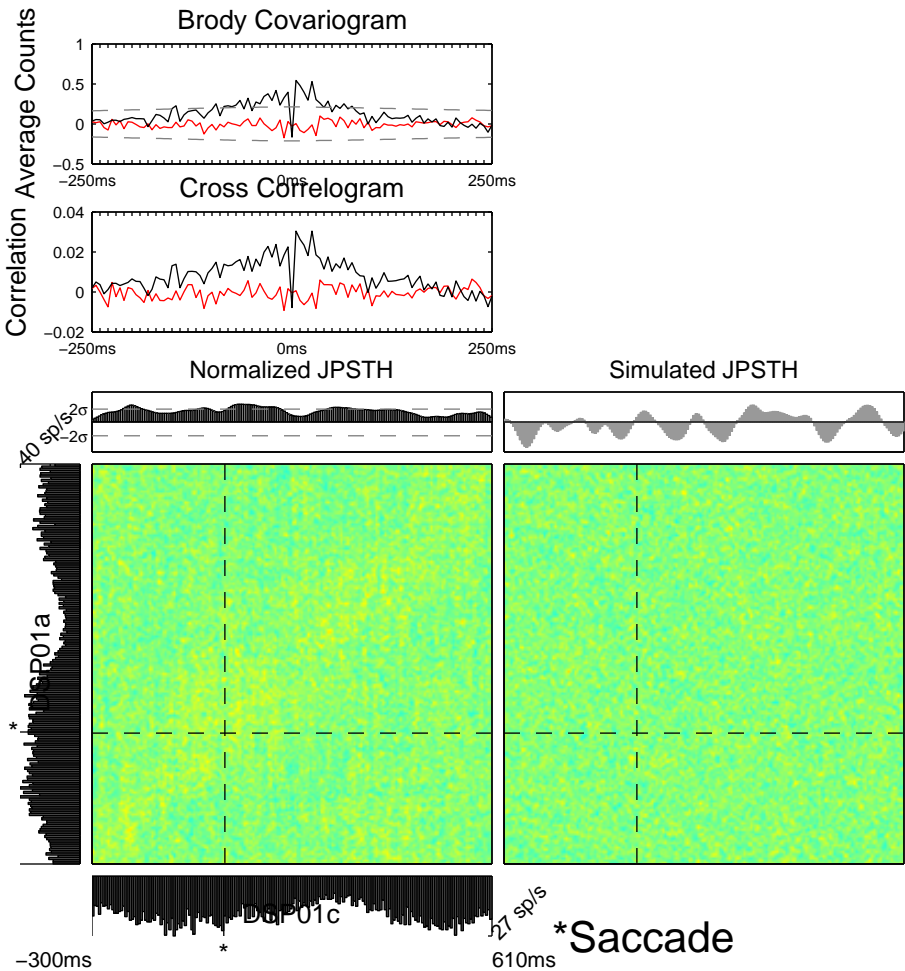 Brody Covariogram
Average Counts
1
0.5
0
−0.5
−250ms
0ms
250ms
Cross Correlogram
Correlation
0.04
0.02
0
−0.02
−250ms
0ms
250ms
Normalized JPSTH
Simulated JPSTH
2σ
−2σ
40 sp/s
DSP01a
*
DSP01c
27 sp/s
*
*Saccade
−300ms
610ms